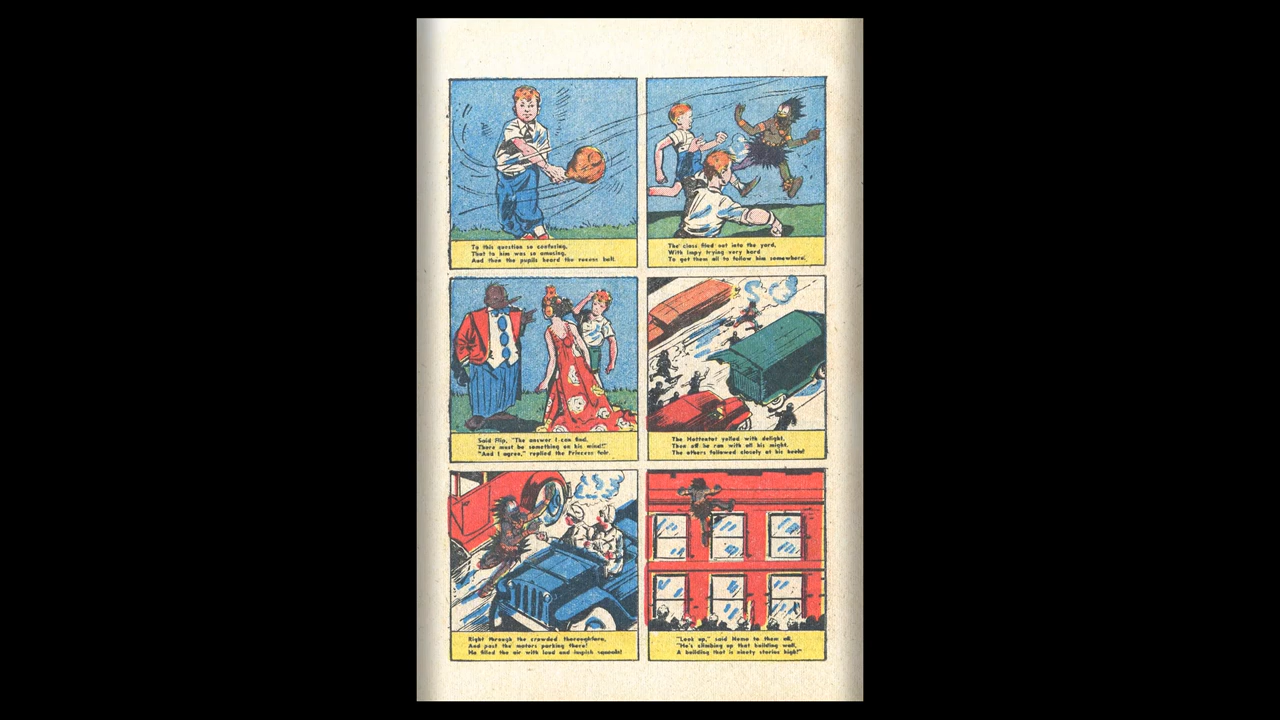 To this question so confusing,
That to him was so amusing,
And then the pupils heard the recess bell.
The class filed out into the yard,
With Impy trying very hard
To get them all to follow him somewhere!
Said Flip, "The answer I can find,
There must be something on his mind!"
"And I agree," replied the Princess fair.
The Hottentot yelled with delight,
Then off he ran with all his might.
The others followed closely at his heels!
Right through the crowded thoroughfare,
And past the motors parking there!
He filled the air with loud and impish squeals!
"Look up," said Nemo to them all,
"He's climbing up that building wall,
A building that is ninety stories high!"